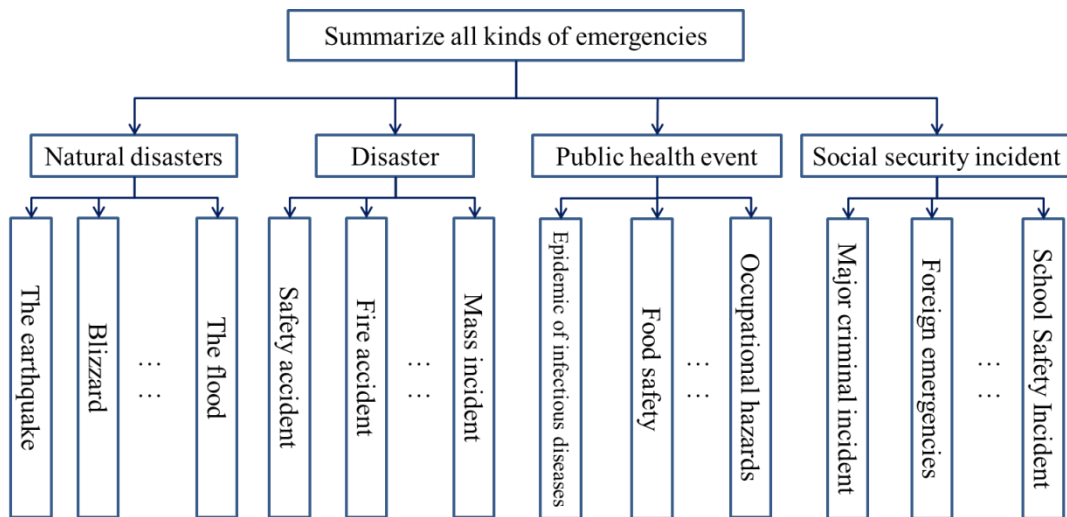 Summarize all kinds of emergencies
Natural disasters
Disaster
Public health event
Social security incident
The earthquake
Blizzard
... ...
The flood
Safety accident
Fire accident
... ...
Mass incident
Epidemic of infectious diseases
Food safety
... ...
Occupational hazards
Major criminal incident
Foreign emergencies
... ...
School Safety Incident